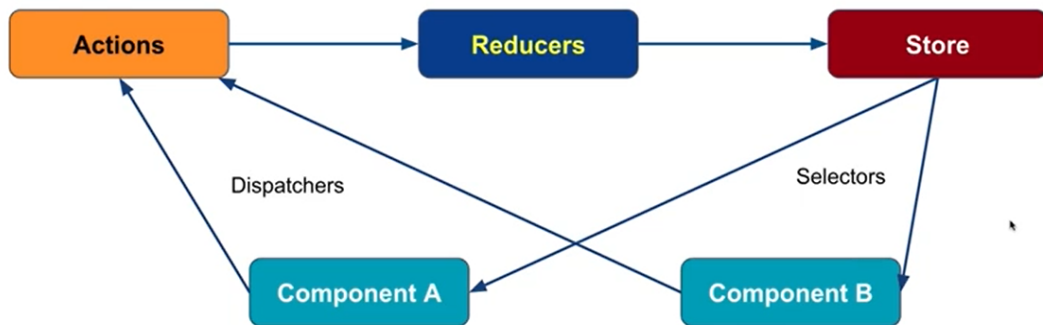 Actions
Reducers
Store
Dispatchers
Selectors
Component A
Component B